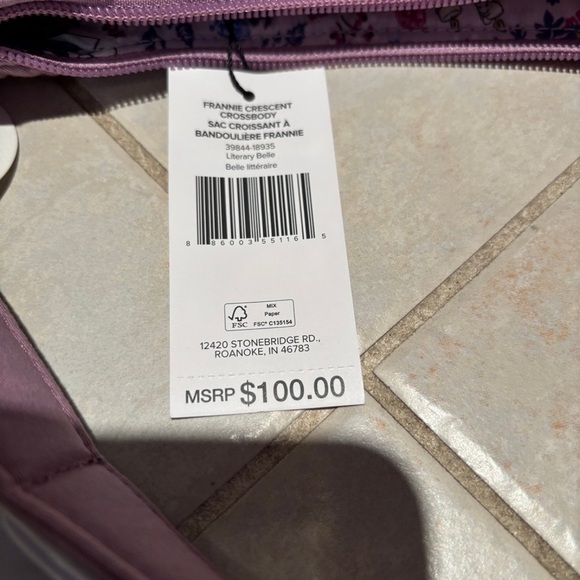 FRANNIE CRESCENT
CROSSBODY
SAC CROISSANT À
BANDOULIÈRE FRANNIE
39844-18935
Literary Belle
Belle littéraire
8 86003 55116 5
MIX
Paper
FSC
FSC® C135154
12420 STONEBRIDGE RD.,
ROANOKE, IN 46783
MSRP $100.00